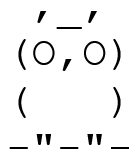 ,_,
(O,O)
(   )
-"-"-